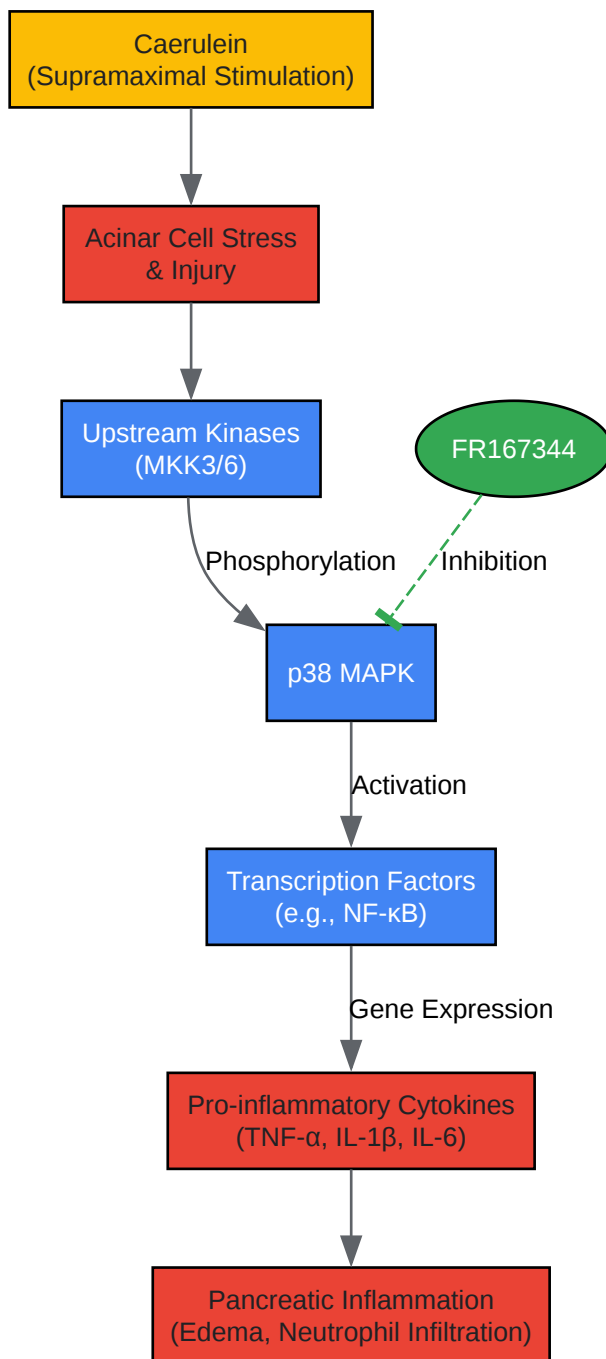 Caerulein
(Supramaximal Stimulation)
Acinar Cell Stress
& Injury
Upstream Kinases
(MKK3/6)
FR167344
Phosphorylation
Inhibition
p38 MAPK
Activation
Transcription Factors
(e.g., NF-κB)
Gene Expression
Pro-inflammatory Cytokines
(TNF-α, IL-1β, IL-6)
Pancreatic Inflammation
(Edema, Neutrophil Infiltration)